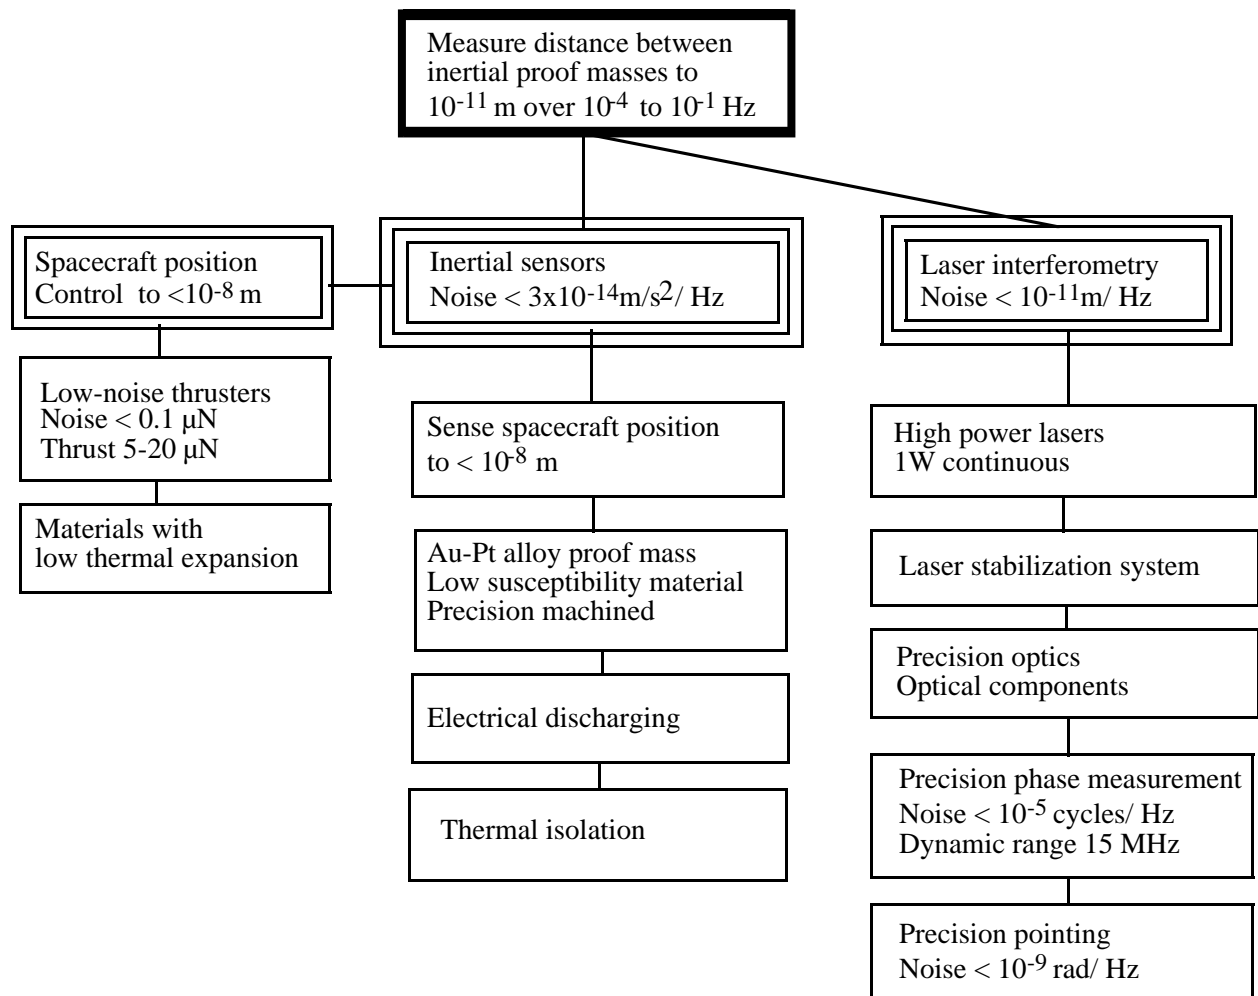 Measure distance between
inertial proof masses to
10⁻¹¹ m over 10⁻⁴ to 10⁻¹ Hz
Spacecraft position
Control to <10⁻⁸ m
Inertial sensors
Noise < 3x10⁻¹⁴m/s²/ Hz
Laser interferometry
Noise < 10⁻¹¹m/ Hz
Low-noise thrusters
Noise < 0.1 µN
Thrust 5-20 µN
Materials with
low thermal expansion
Sense spacecraft position
to < 10⁻⁸ m
Au-Pt alloy proof mass
Low susceptibility material
Precision machined
Electrical discharging
Thermal isolation
High power lasers
1W continuous
Laser stabilization system
Precision optics
Optical components
Precision phase measurement
Noise < 10⁻⁵ cycles/ Hz
Dynamic range 15 MHz
Precision pointing
Noise < 10⁻⁹ rad/ Hz